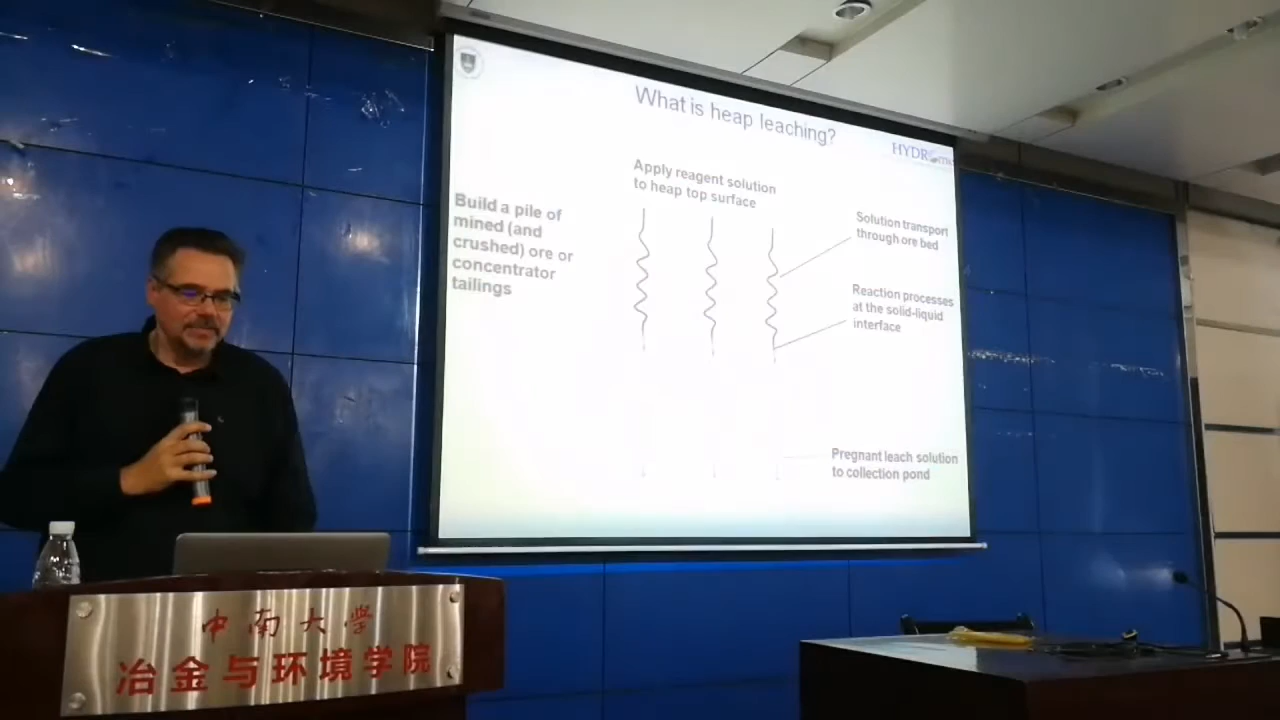 What is heap leaching?
HYDR
Apply reagent solution
to heap top surface
Build a pile of
mined (and
crushed) ore or
concentrator
tailings
Solution transport
through ore bed
Reaction processes
at the solid-liquid
interface
Pregnant leach solution
to collection pond
中南大学
冶金与环境学院